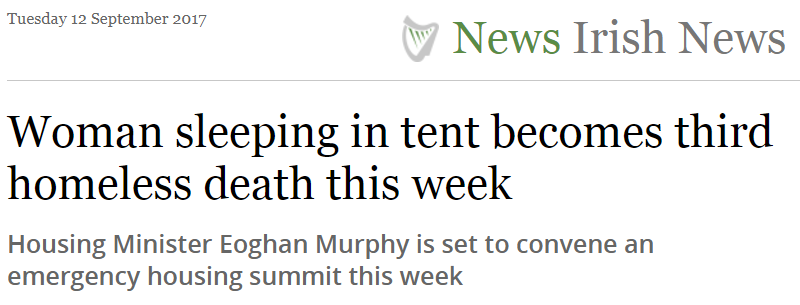 Tuesday 12 September 2017
News Irish News
Woman sleeping in tent becomes third
homeless death this week
Housing Minister Eoghan Murphy is set to convene an
emergency housing summit this week